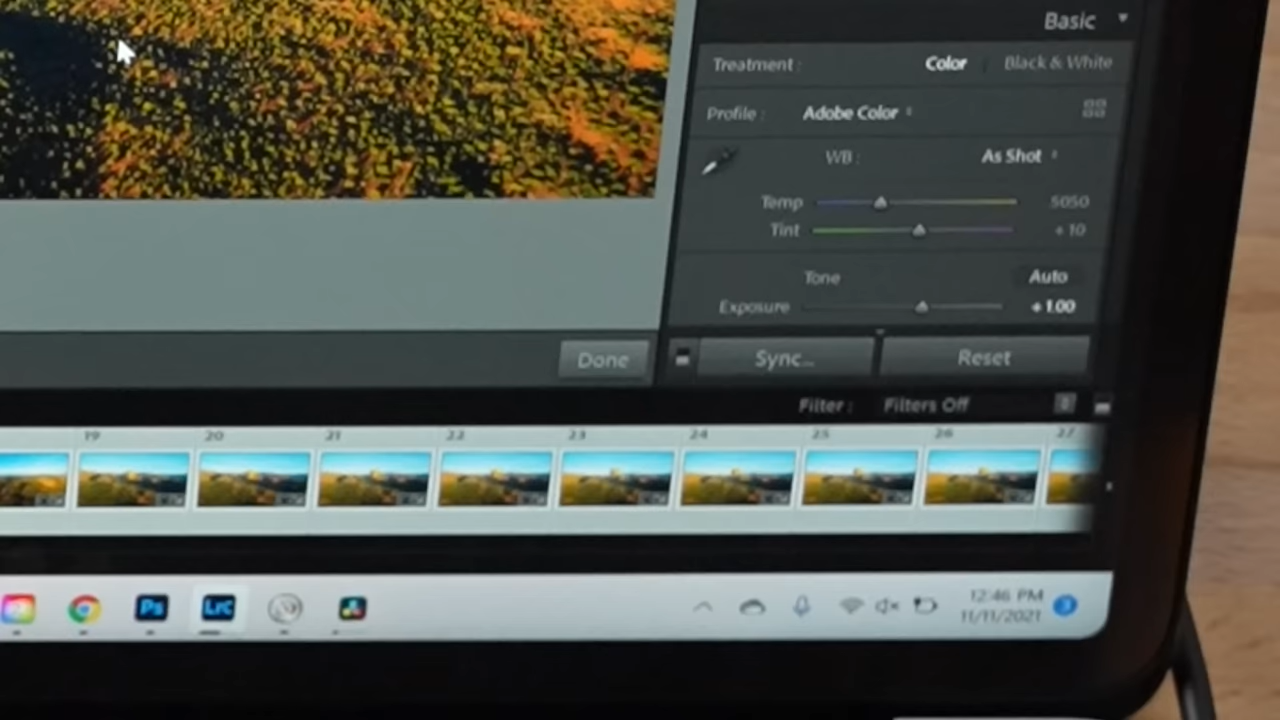 Basic
Treatment : Color Black & White
Profile : Adobe Color
WB : As Shot
Temp 5050
Tint + 10
Tone Auto
Exposure + 1.00
Done Sync... Reset
Filter : Filters Off
19 20 21 22 23 24 25 26 27
Ps LrC
12:46 PM
11/11/2021
3